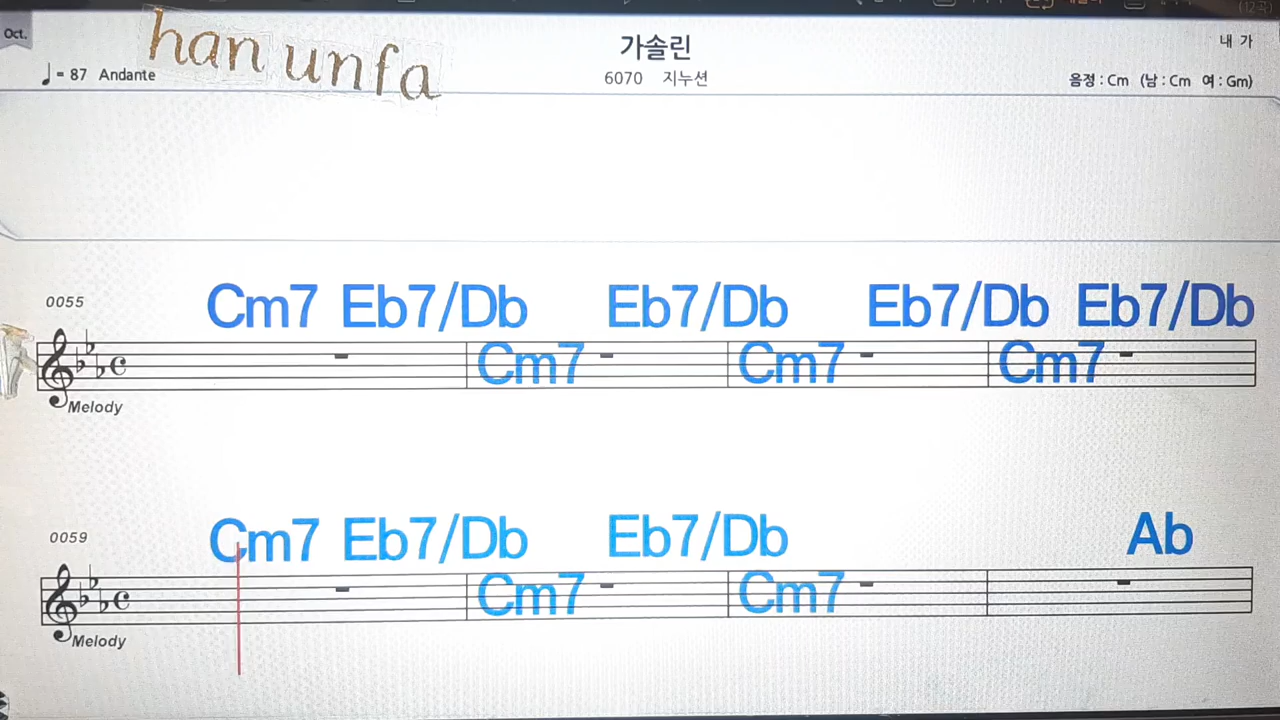 Oct.
han unfa
가솔린
내 가
♩= 87 Andante
6070 지누션
음정 : Cm (남 : Cm 여 : Gm)
0055
Cm7 Eb7/Db Eb7/Db Eb7/Db Eb7/Db
Cm7 Cm7 Cm7
Melody
0059
Cm7 Eb7/Db Eb7/Db Ab
Cm7 Cm7
Melody